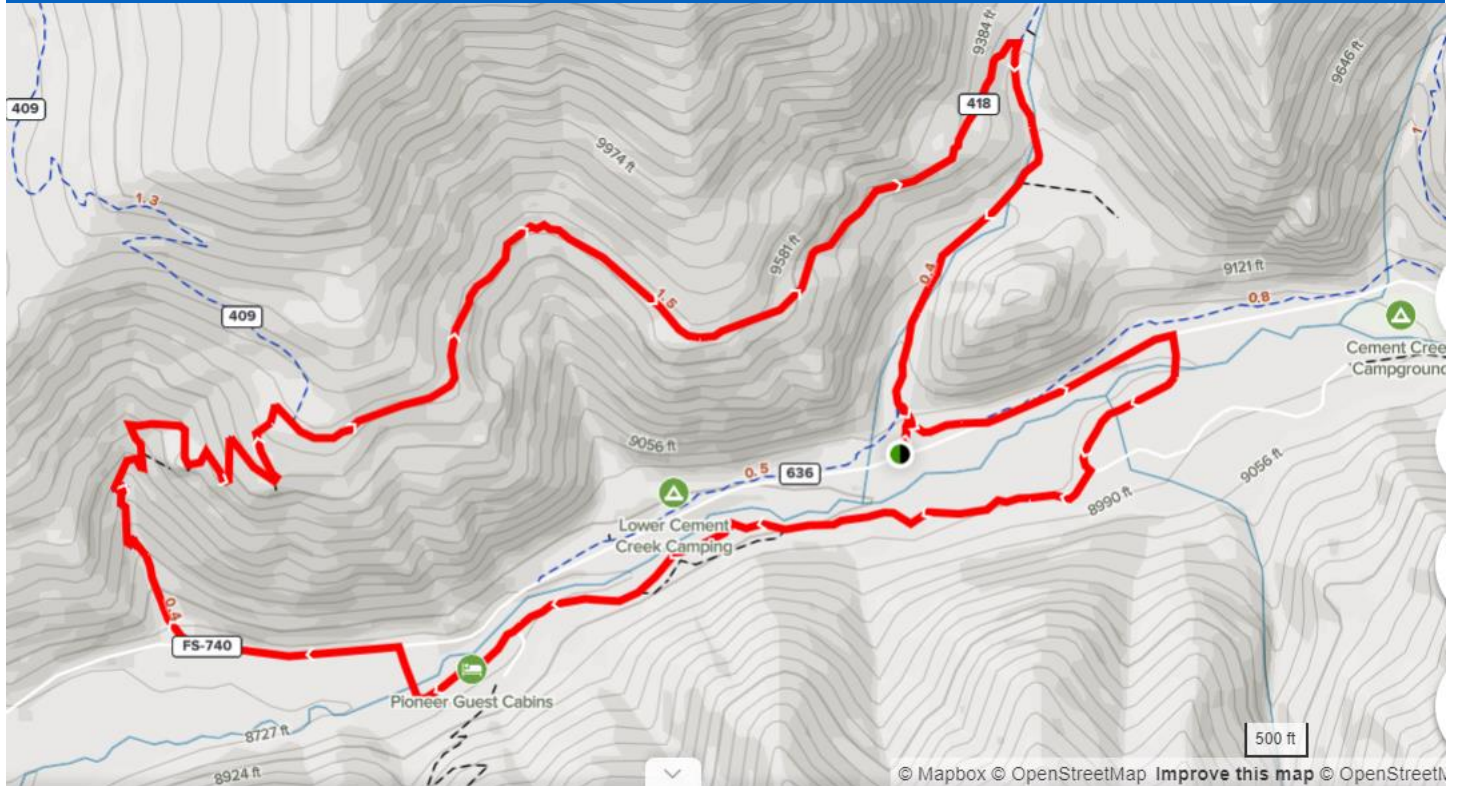 9384 ft
9646 ft
409
418
9974 ft
1
1.3
9581 ft
9121 ft
0.4
1.5
0.8
409
Cement Cree
Campground
9056 ft
0.5
636
9056 ft
8990 ft
Lower Cement
Creek Camping
0.4
FS-740
Pioneer Guest Cabins
8727 ft
500 ft
8924 ft
© Mapbox © OpenStreetMap Improve this map © OpenStreetM